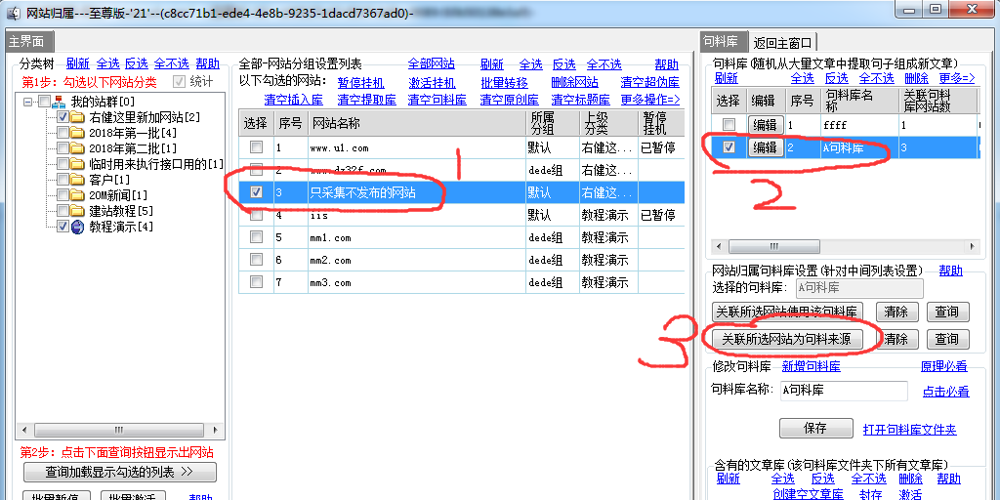 网站归属---至尊版-'21'--(c8cc71b1-ede4-4e8b-9235-1dacd7367ad0)-
主界面
分类树 刷新 全选 反选 全不选 帮助
第1步：勾选以下网站分类 统计
我的站群[0]
右健这里新加网站[2]
2018年第一批[4]
2018年第二批[1]
临时用来执行接口用的[1]
客户[1]
20M新闻[1]
建站教程[5]
教程演示[4]
第2步：点击下面查询按钮显示出网站
查询加载显示勾选的列表 >>
批量暂停 批量激活 帮助
全部-网站分组设置列表 全部网站 刷新 全选 反选 全不选 帮助
以下勾选的网站： 暂停挂机 激活挂机 批量转移 删除网站 清空超伪库
清空插入库 清空提取库 清空句料库 清空原创库 清空标题库 更多操作=>
选择 序号 网站名称 所属分组 上级分类 暂停挂机
1 www.u1.com 默认 右健这... 已暂停
2 www.dz32f.com dede组 右健这...
3 只采集不发布的网站 默认 右健这...
4 iis 默认 教程演示 已暂停
5 mm1.com dede组 教程演示
6 mm2.com dede组 教程演示
7 mm3.com dede组 教程演示
1
句料库 返回主窗口
句料库(随机从大量文章中提取句子组成新文章)
刷新 全选 反选 全不选 删除 更多=>
选择 编辑 序号 句料库名称 关联句料库网站数
编辑 1 ffff 1
编辑 2 A句料库 3
2
网站归属句料库设置(针对中间列表设置) 帮助
选择的句料库： A句料库
关联所选网站使用该句料库 清除 查询
3
关联所选网站为句料来源 清除 查询
修改句料库 新增句料库 原理必看
句料库名称： A句料库 点击必看
保存 打开句料库文件夹
含有的文章库(该句料库文件夹下所有文章库)
刷新 全选 反选 全不选 删除 帮助
创建空文章库 封存 激活